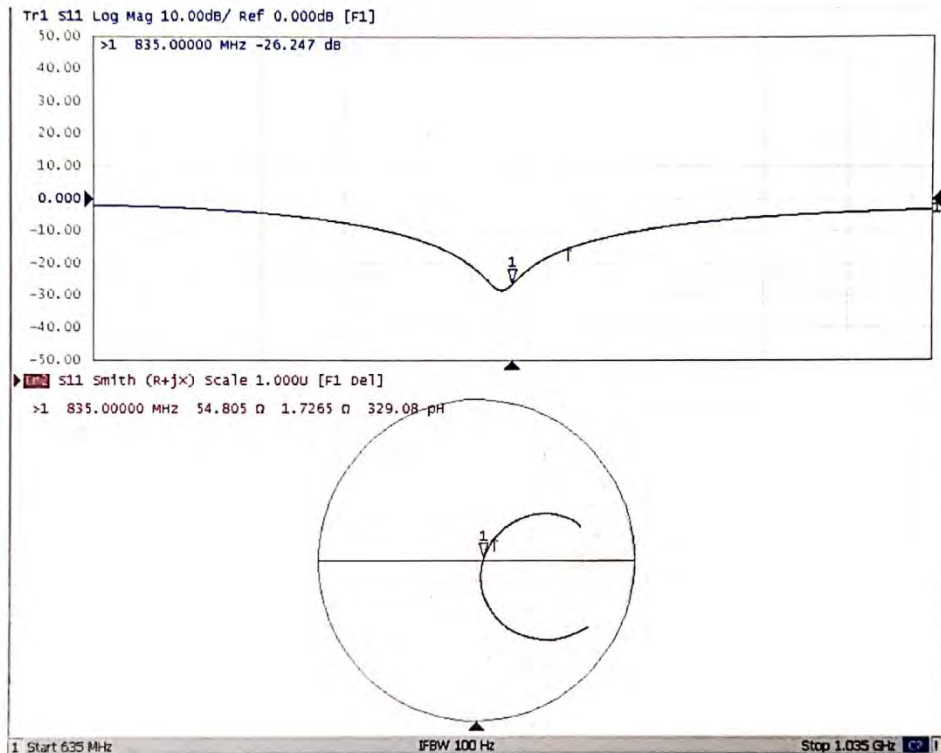 Tr1 S11 Log Mag 10.00dB/ Ref 0.000dB [F1]
50.00
>1 835.00000 MHz -26.247 dB
40.00
30.00
20.00
10.00
0.000
-10.00
-20.00
-30.00
-40.00
-50.00
1
1
S11 Smith (R+jX) Scale 1.000U [F1 Del]
>1 835.00000 MHz 54.805 Ω 1.7265 Ω 329.08 pH
1
1 Start 635 MHz IFBW 100 Hz Stop 1.035 GHz C?